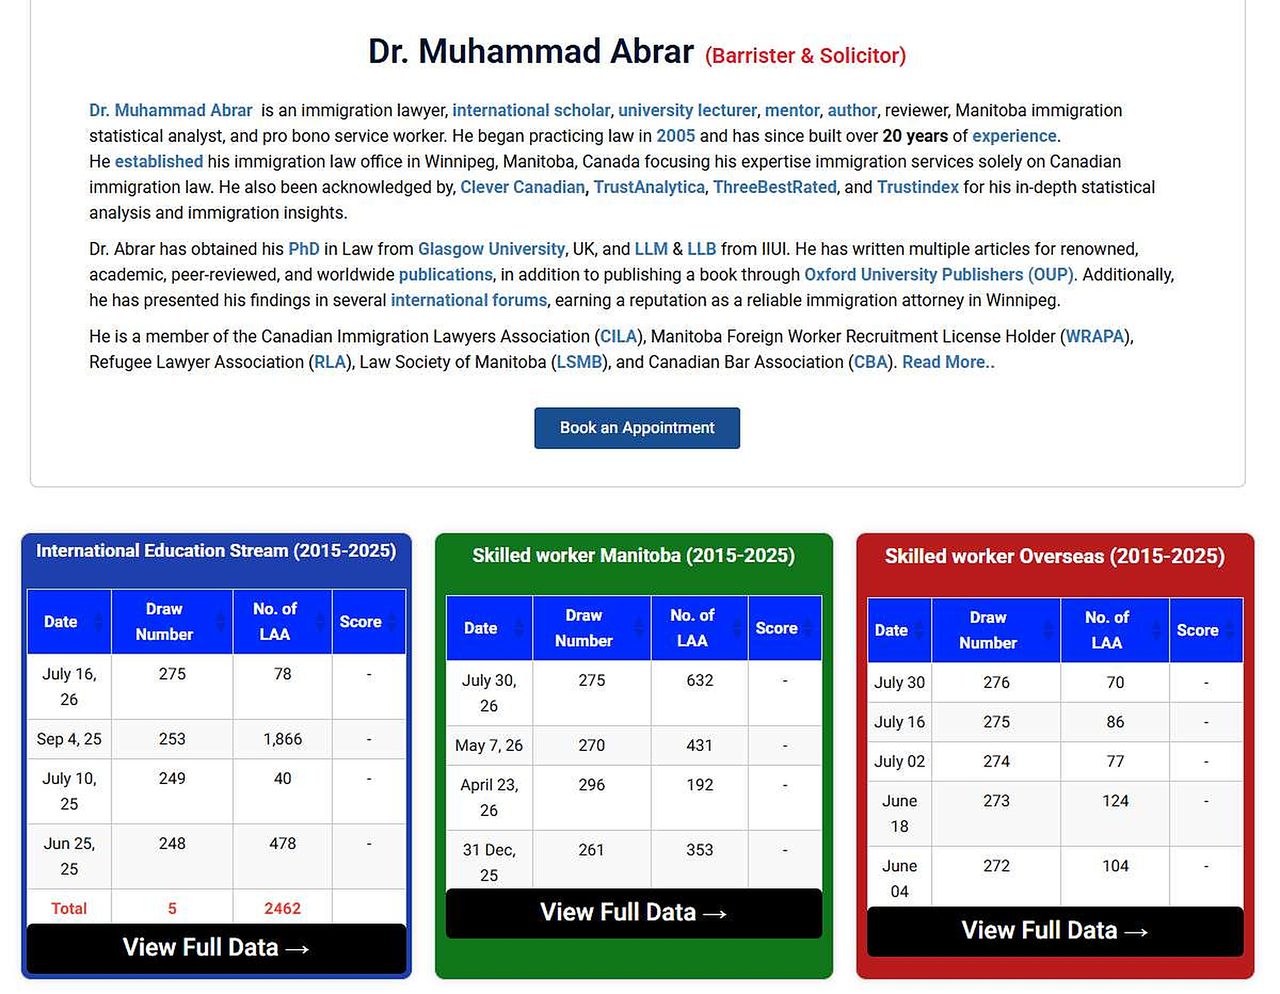 Dr. Muhammad Abrar (Barrister & Solicitor)
Dr. Muhammad Abrar is an immigration lawyer, international scholar, university lecturer, mentor, author, reviewer, Manitoba immigration
statistical analyst, and pro bono service worker. He began practicing law in 2005 and has since built over 20 years of experience.
He established his immigration law office in Winnipeg, Manitoba, Canada focusing his expertise immigration services solely on Canadian
immigration law. He also been acknowledged by, Clever Canadian, TrustAnalytica, ThreeBestRated, and Trustindex for his in-depth statistical
analysis and immigration insights.
Dr. Abrar has obtained his PhD in Law from Glasgow University, UK, and LLM & LLB from IIUI. He has written multiple articles for renowned,
academic, peer-reviewed, and worldwide publications, in addition to publishing a book through Oxford University Publishers (OUP). Additionally,
he has presented his findings in several international forums, earning a reputation as a reliable immigration attorney in Winnipeg.
He is a member of the Canadian Immigration Lawyers Association (CILA), Manitoba Foreign Worker Recruitment License Holder (WRAPA),
Refugee Lawyer Association (RLA), Law Society of Manitoba (LSMB), and Canadian Bar Association (CBA). Read More..
Book an Appointment
International Education Stream (2015-2025)
Date Draw Number No. of LAA Score
July 16, 26 275 78 -
Sep 4, 25 253 1,866 -
July 10, 25 249 40 -
Jun 25, 25 248 478 -
Total 5 2462
View Full Data →
Skilled worker Manitoba (2015-2025)
Date Draw Number No. of LAA Score
July 30, 26 275 632 -
May 7, 26 270 431 -
April 23, 26 296 192 -
31 Dec, 25 261 353 -
View Full Data →
Skilled worker Overseas (2015-2025)
Date Draw Number No. of LAA Score
July 30 276 70 -
July 16 275 86 -
July 02 274 77 -
June 18 273 124 -
June 04 272 104 -
View Full Data →